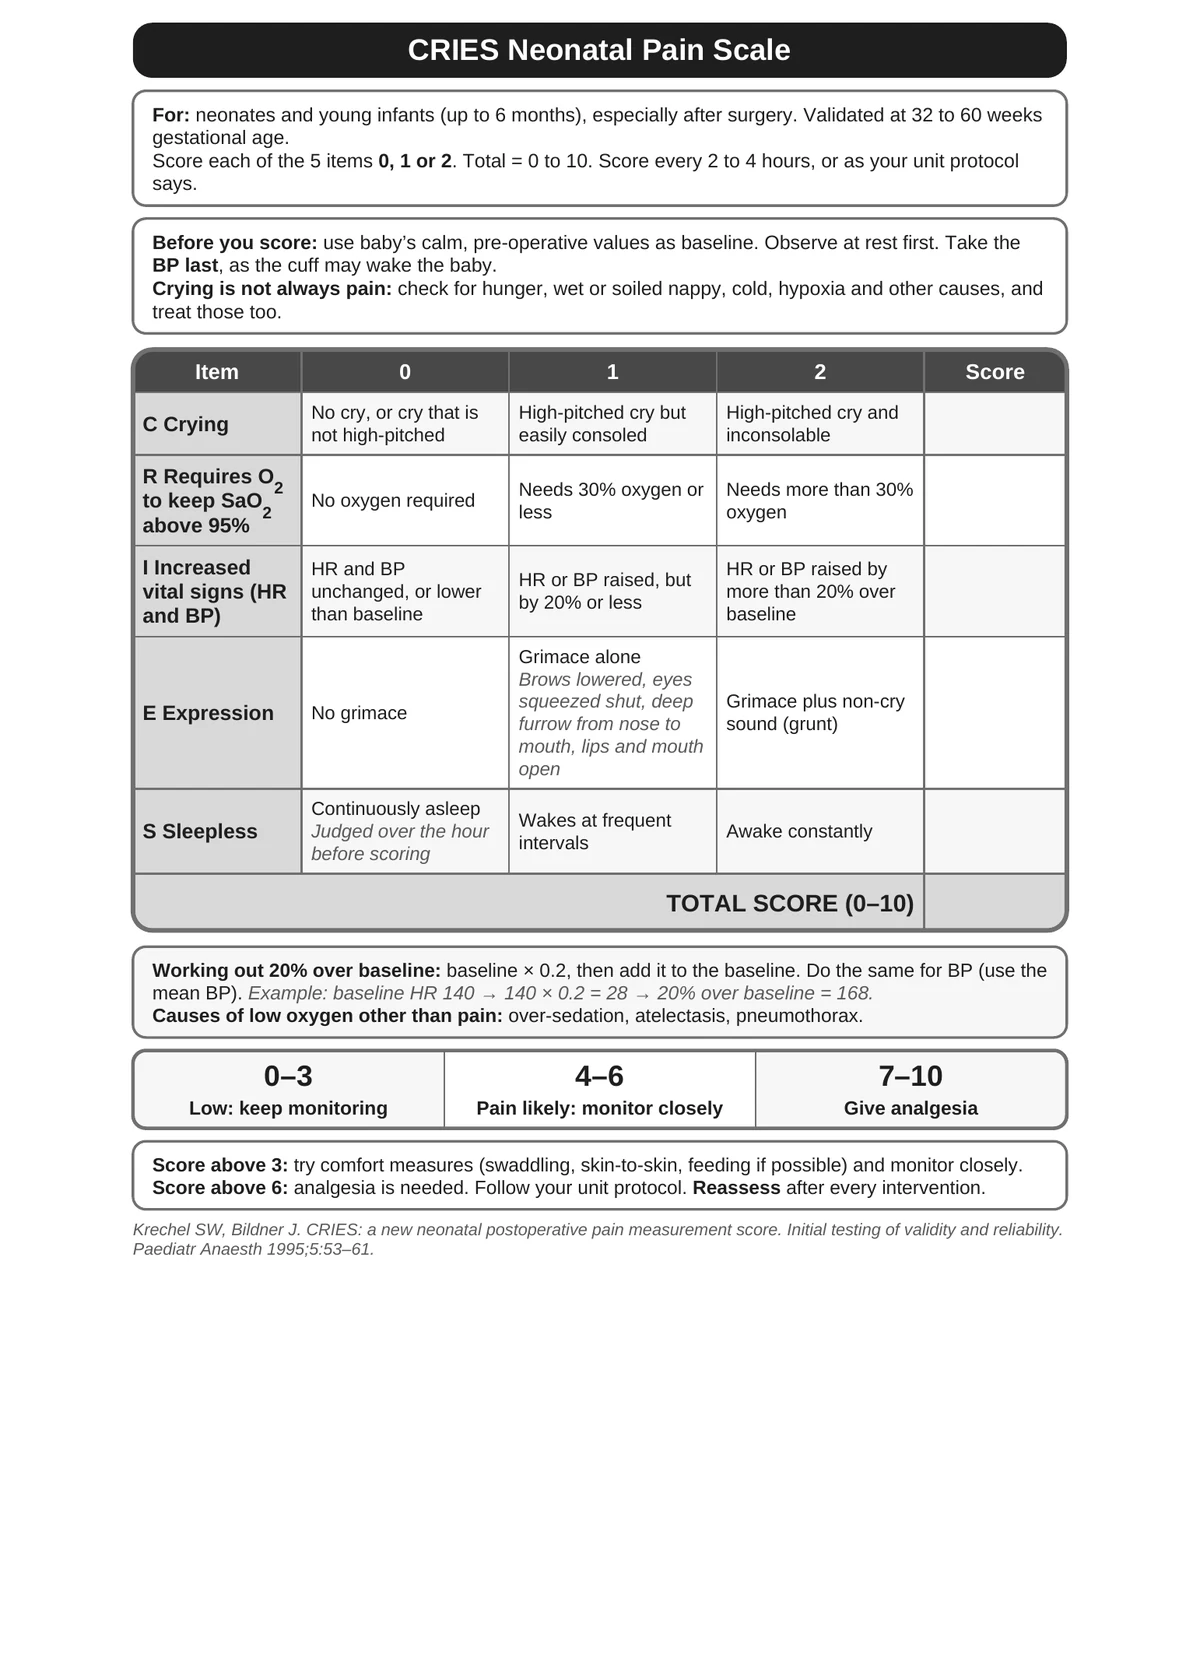 CRIES Neonatal Pain Scale
For: neonates and young infants (up to 6 months), especially after surgery. Validated at 32 to 60 weeks
gestational age.
Score each of the 5 items 0, 1 or 2. Total = 0 to 10. Score every 2 to 4 hours, or as your unit protocol
says.
Before you score: use baby’s calm, pre-operative values as baseline. Observe at rest first. Take the
BP last, as the cuff may wake the baby.
Crying is not always pain: check for hunger, wet or soiled nappy, cold, hypoxia and other causes, and
treat those too.
Item 0 1 2 Score
C Crying
No cry, or cry that is
not high-pitched
High-pitched cry but
easily consoled
High-pitched cry and
inconsolable
R Requires O2
to keep SaO2
above 95%
No oxygen required
Needs 30% oxygen or
less
Needs more than 30%
oxygen
I Increased
vital signs (HR
and BP)
HR and BP
unchanged, or lower
than baseline
HR or BP raised, but
by 20% or less
HR or BP raised by
more than 20% over
baseline
E Expression
No grimace
Grimace alone
Brows lowered, eyes
squeezed shut, deep
furrow from nose to
mouth, lips and mouth
open
Grimace plus non-cry
sound (grunt)
S Sleepless
Continuously asleep
Judged over the hour
before scoring
Wakes at frequent
intervals
Awake constantly
TOTAL SCORE (0–10)
Working out 20% over baseline: baseline × 0.2, then add it to the baseline. Do the same for BP (use the
mean BP). Example: baseline HR 140 → 140 × 0.2 = 28 → 20% over baseline = 168.
Causes of low oxygen other than pain: over-sedation, atelectasis, pneumothorax.
0–3
Low: keep monitoring
4–6
Pain likely: monitor closely
7–10
Give analgesia
Score above 3: try comfort measures (swaddling, skin-to-skin, feeding if possible) and monitor closely.
Score above 6: analgesia is needed. Follow your unit protocol. Reassess after every intervention.
Krechel SW, Bildner J. CRIES: a new neonatal postoperative pain measurement score. Initial testing of validity and reliability.
Paediatr Anaesth 1995;5:53–61.